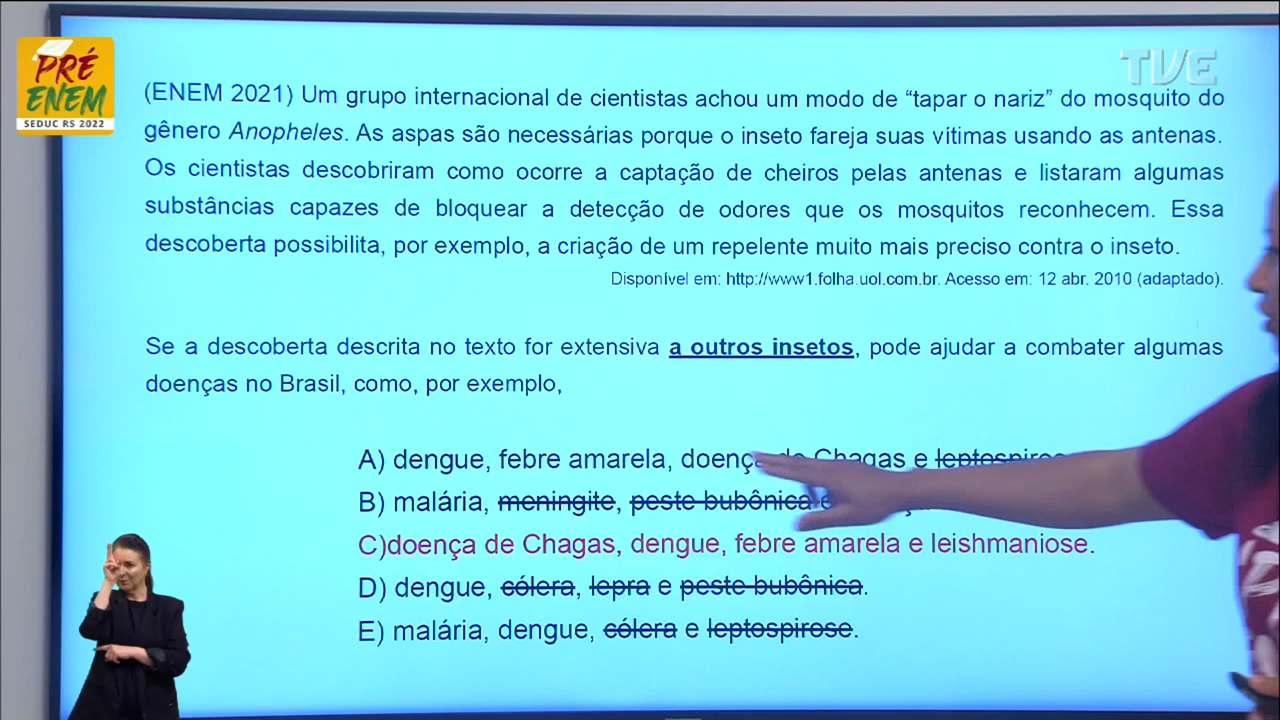 PRÉ
ENEM
SEDUC RS 2022
TVE
(ENEM 2021) Um grupo internacional de cientistas achou um modo de “tapar o nariz” do mosquito do
gênero Anopheles. As aspas são necessárias porque o inseto fareja suas vítimas usando as antenas.
Os cientistas descobriram como ocorre a captação de cheiros pelas antenas e listaram algumas
substâncias capazes de bloquear a detecção de odores que os mosquitos reconhecem. Essa
descoberta possibilita, por exemplo, a criação de um repelente muito mais preciso contra o inseto.
Disponível em: http://www1.folha.uol.com.br. Acesso em: 12 abr. 2010 (adaptado).
Se a descoberta descrita no texto for extensiva a outros insetos, pode ajudar a combater algumas
doenças no Brasil, como, por exemplo,
A) dengue, febre amarela, doença de Chagas e
B) malária, meningite, peste bubônica e
C)doença de Chagas, dengue, febre amarela e leishmaniose.
D) dengue, cólera, lepra e peste bubônica.
E) malária, dengue, cólera e leptospirose.